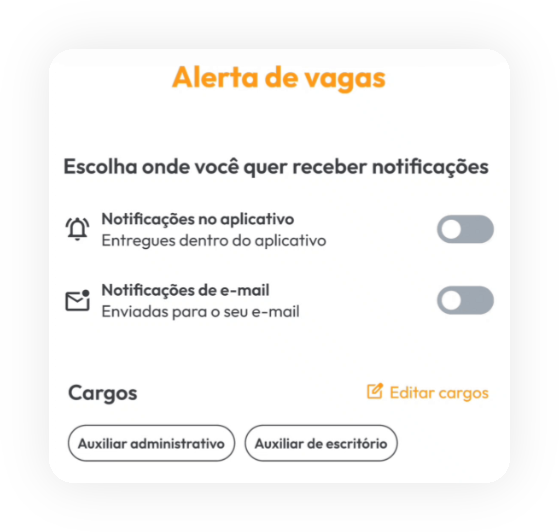 Alerta de vagas
Escolha onde você quer receber notificações
Notificações no aplicativo
Entregues dentro do aplicativo
Notificações de e-mail
Enviadas para o seu e-mail
Cargos
Editar cargos
Auxiliar administrativo
Auxiliar de escritório